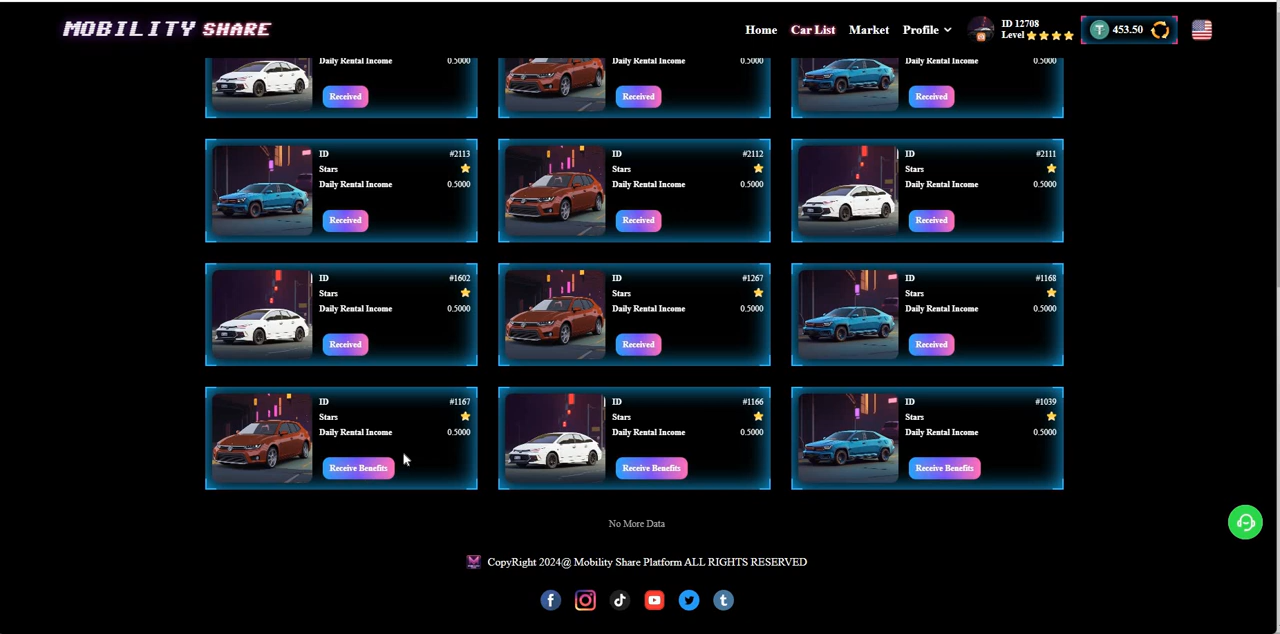 MOBILITY SHARE
Home Car List Market Profile
ID 12708
Level
453.50
Daily Rental Income 0.5000
Received
Daily Rental Income 0.5000
Received
Daily Rental Income 0.5000
Received
ID #2113
Stars
Daily Rental Income 0.5000
Received
ID #2112
Stars
Daily Rental Income 0.5000
Received
ID #2111
Stars
Daily Rental Income 0.5000
Received
ID #1602
Stars
Daily Rental Income 0.5000
Received
ID #1267
Stars
Daily Rental Income 0.5000
Received
ID #1168
Stars
Daily Rental Income 0.5000
Received
ID #1167
Stars
Daily Rental Income 0.5000
Receive Benefits
ID #1166
Stars
Daily Rental Income 0.5000
Receive Benefits
ID #1039
Stars
Daily Rental Income 0.5000
Receive Benefits
No More Data
CopyRight 2024@ Mobility Share Platform ALL RIGHTS RESERVED